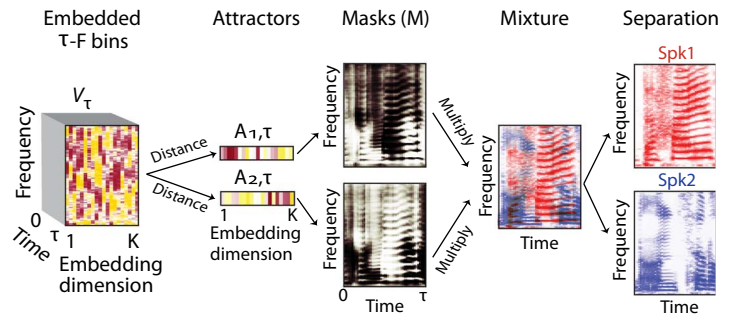 Embedded
τ-F bins
Attractors
Masks (M)
Mixture
Separation
Vτ
Frequency
0
Time
τ
1
K
Embedding
dimension
Distance
Distance
A1,τ
A2,τ
1
K
Embedding
dimension
Frequency
Frequency
0
τ
Time
Multiply
Multiply
Frequency
Time
Spk1
Frequency
Spk2
Frequency
Time